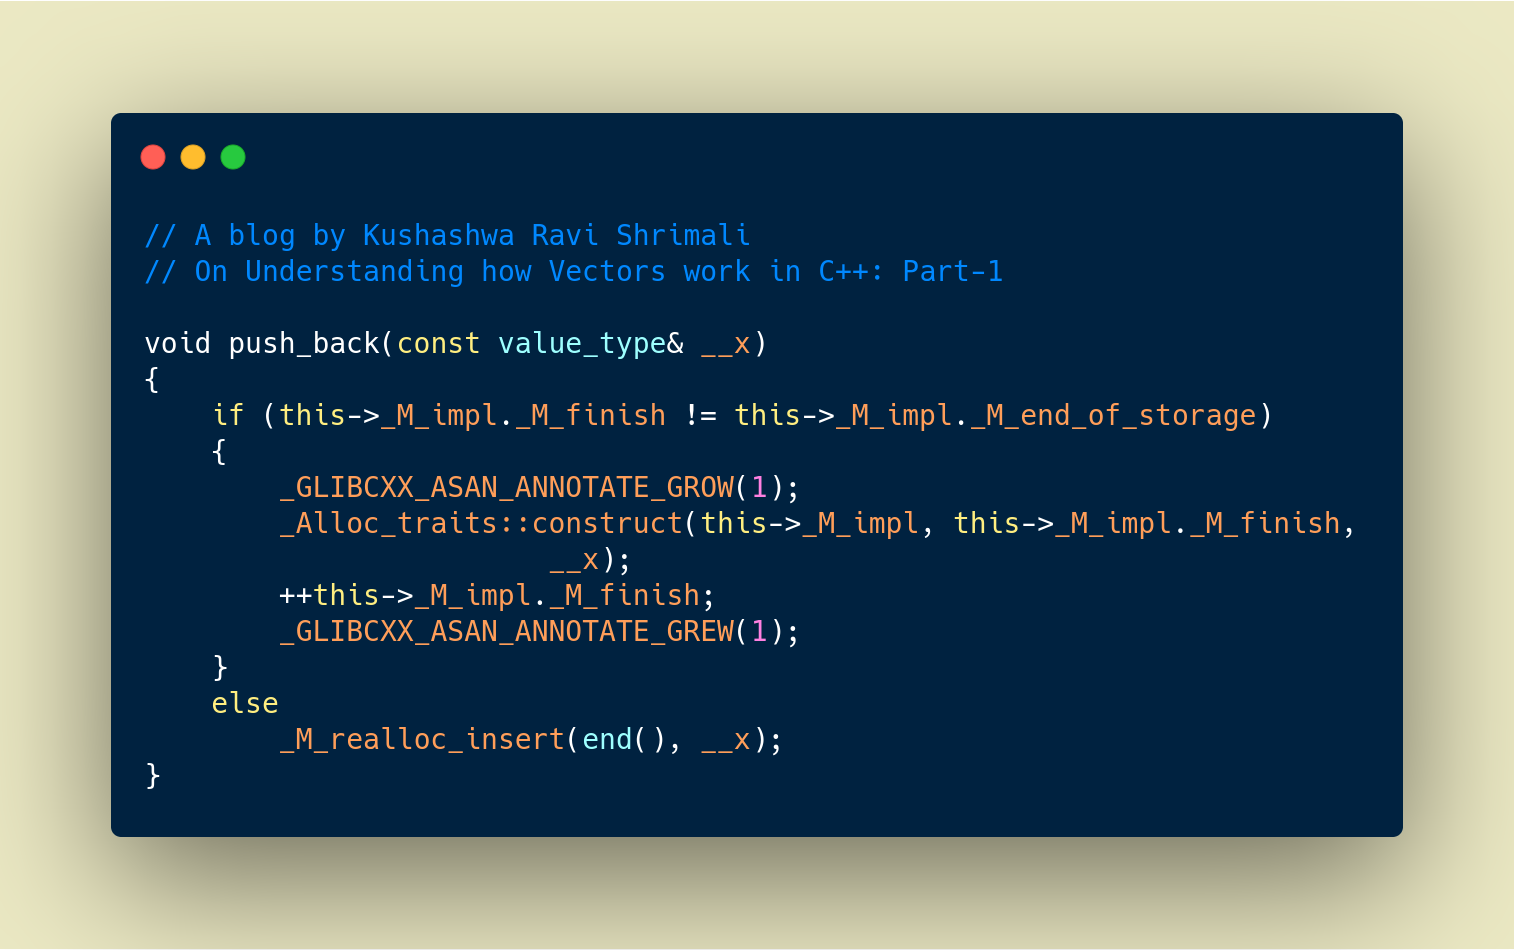 // A blog by Kushashwa Ravi Shrimali
// On Understanding how Vectors work in C++: Part-1
void push_back(const value_type& __x)
{
    if (this->_M_impl._M_finish != this->_M_impl._M_end_of_storage)
    {
        _GLIBCXX_ASAN_ANNOTATE_GROW(1);
        _Alloc_traits::construct(this->_M_impl, this->_M_impl._M_finish,
                        __x);
        ++this->_M_impl._M_finish;
        _GLIBCXX_ASAN_ANNOTATE_GREW(1);
    }
    else
        _M_realloc_insert(end(), __x);
}